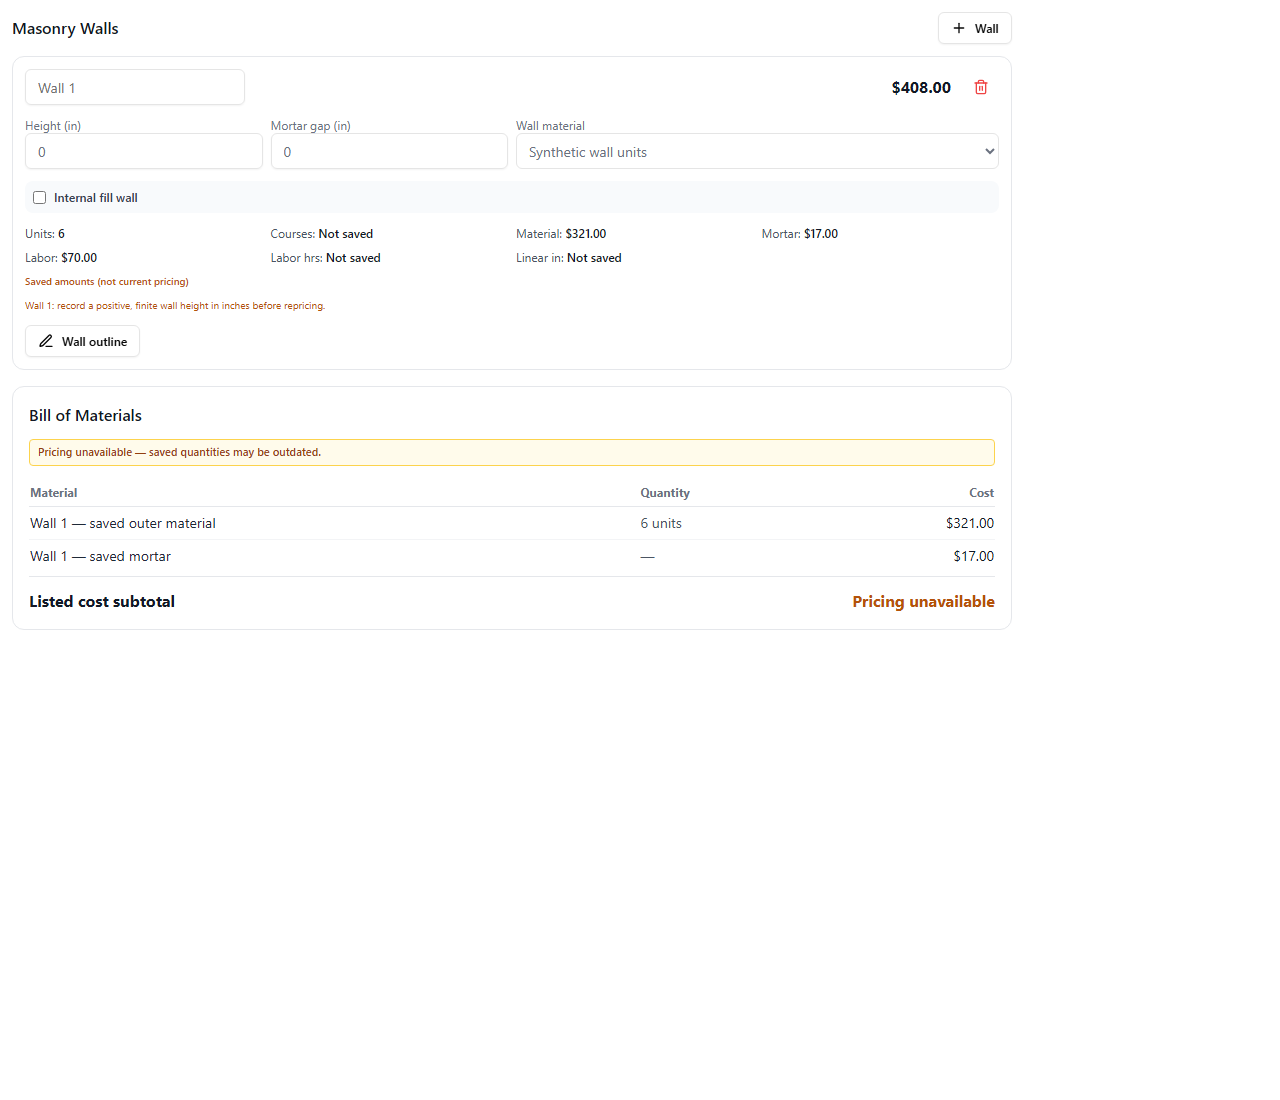 Masonry Walls
Wall
Wall 1
$408.00
Height (in)
Mortar gap (in)
Wall material
0
0
Synthetic wall units
Internal fill wall
Units: 6
Courses: Not saved
Material: $321.00
Mortar: $17.00
Labor: $70.00
Labor hrs: Not saved
Linear in: Not saved
Saved amounts (not current pricing)
Wall 1: record a positive, finite wall height in inches before repricing.
Wall outline
Bill of Materials
Pricing unavailable — saved quantities may be outdated.
Material Quantity Cost
Wall 1 — saved outer material 6 units $321.00
Wall 1 — saved mortar — $17.00
Listed cost subtotal Pricing unavailable